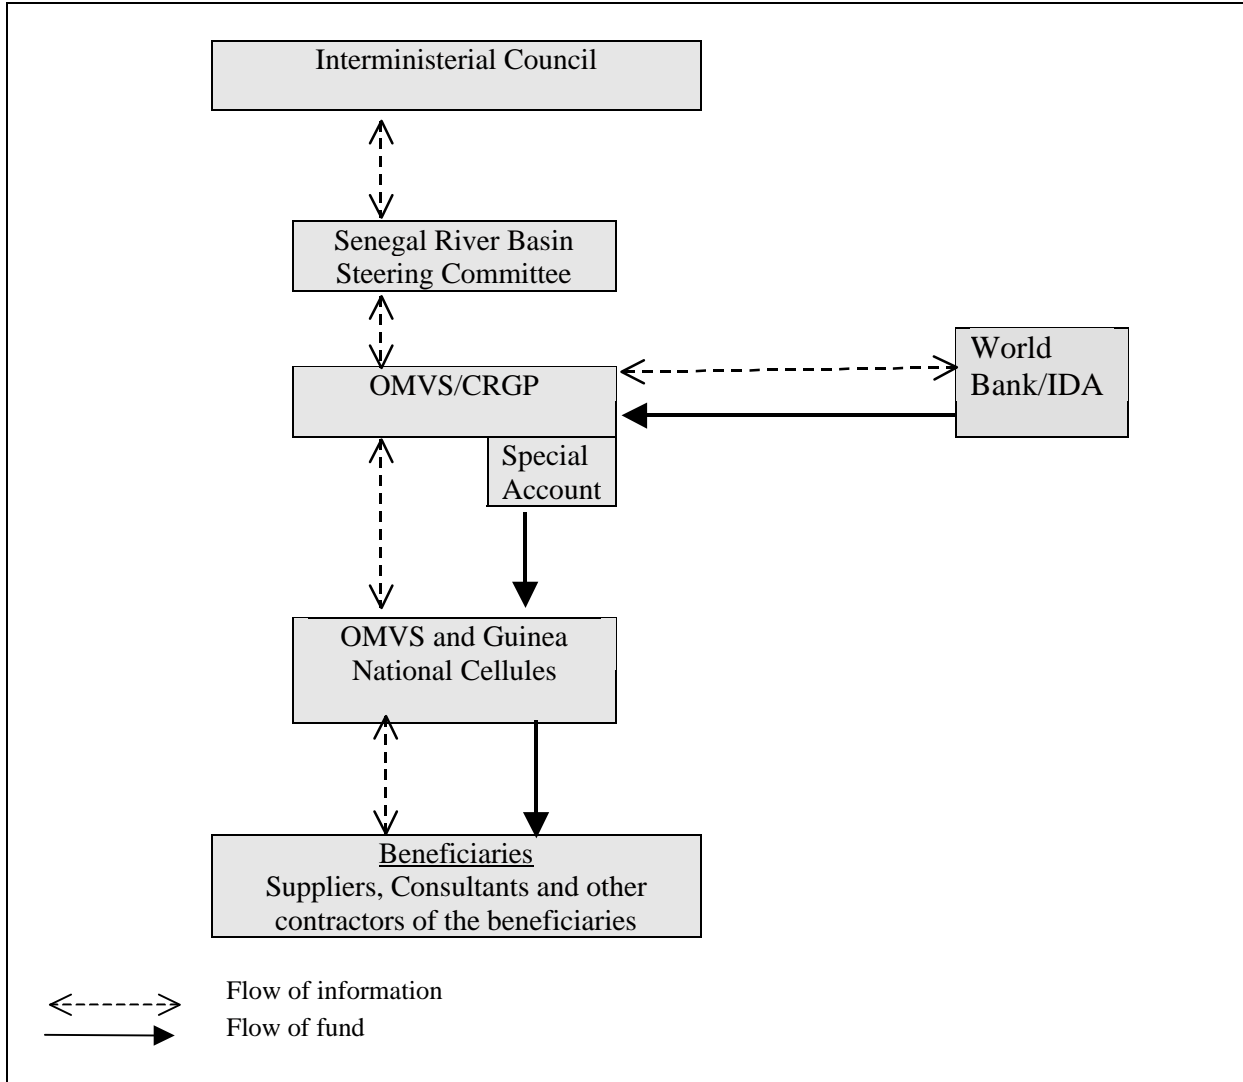 Interministerial Council
Senegal River Basin
Steering Committee
OMVS/CRGP
World
Bank/IDA
Special
Account
OMVS and Guinea
National Cellules
Beneficiaries
Suppliers, Consultants and other
contractors of the beneficiaries
Flow of information
Flow of fund